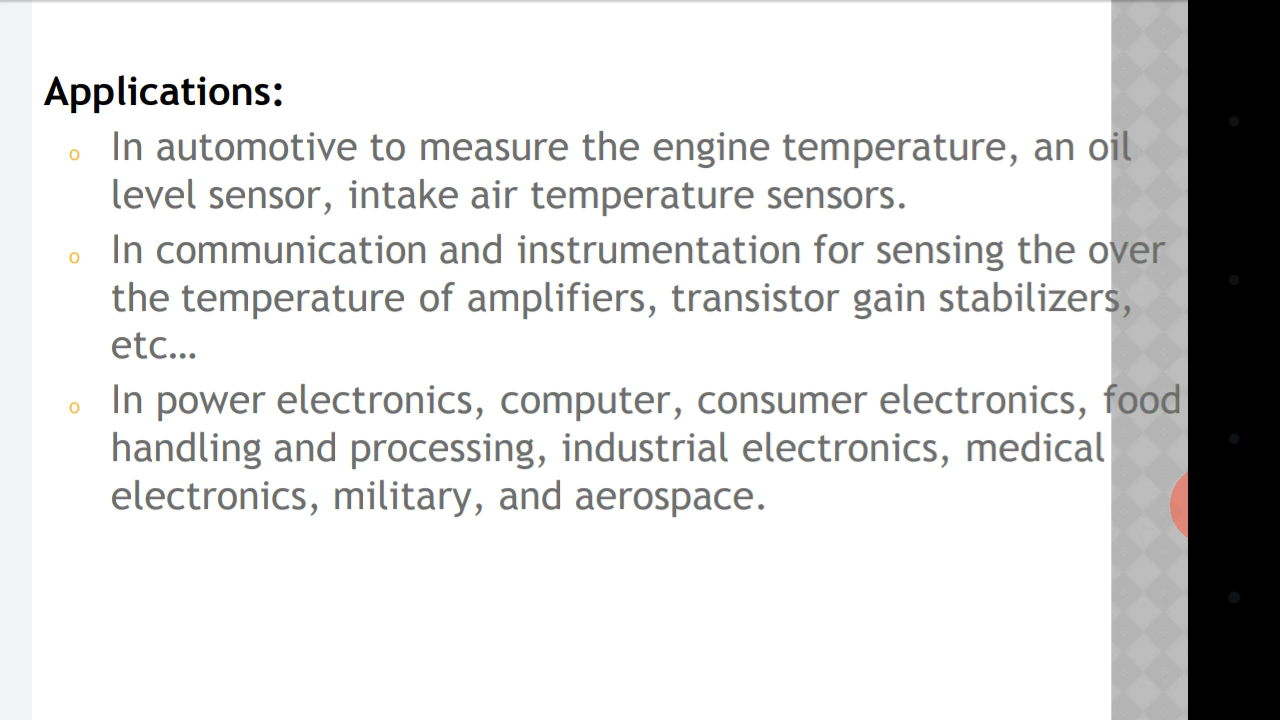 Applications:
o In automotive to measure the engine temperature, an oil
level sensor, intake air temperature sensors.
o In communication and instrumentation for sensing the over
the temperature of amplifiers, transistor gain stabilizers,
etc…
o In power electronics, computer, consumer electronics, food
handling and processing, industrial electronics, medical
electronics, military, and aerospace.